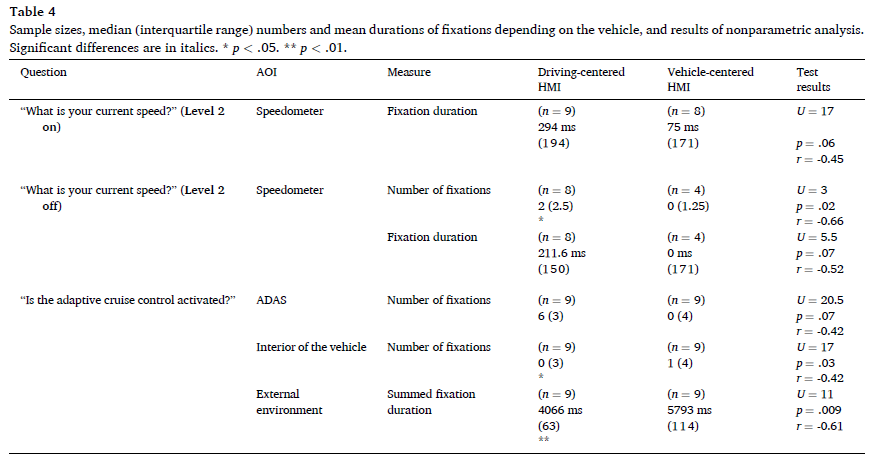 Table 4
Sample sizes, median (interquartile range) numbers and mean durations of fixations depending on the vehicle, and results of nonparametric analysis.
Significant differences are in italics. * p < .05. ** p < .01.
Question AOI Measure Driving-centered HMI Vehicle-centered HMI Test results
“What is your current speed?” (Level 2 on) Speedometer Fixation duration (n = 9) (n = 8) U = 17
294 ms 75 ms
(194) (171) p = .06
r = -0.45
“What is your current speed?” (Level 2 off) Speedometer Number of fixations (n = 8) (n = 4) U = 3
2 (2.5) 0 (1.25) p = .02
* r = -0.66
Fixation duration (n = 8) (n = 4) U = 5.5
211.6 ms 0 ms p = .07
(150) (171) r = -0.52
“Is the adaptive cruise control activated?” ADAS Number of fixations (n = 9) (n = 9) U = 20.5
6 (3) 0 (4) p = .07
r = -0.42
Interior of the vehicle Number of fixations (n = 9) (n = 9) U = 17
0 (3) 1 (4) p = .03
* r = -0.42
External environment Summed fixation duration (n = 9) (n = 9) U = 11
4066 ms 5793 ms p = .009
(63) (114) r = -0.61
**